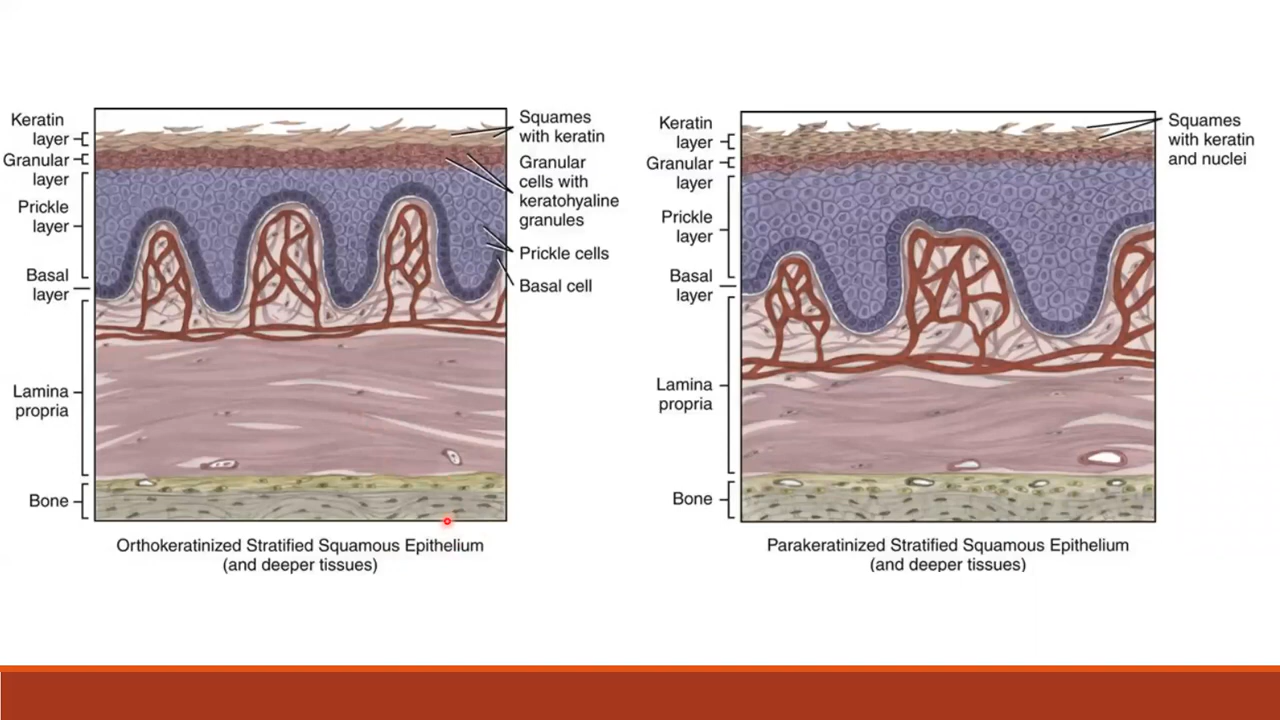 Keratin
layer
Granular
layer
Prickle
layer
Basal
layer
Lamina
propria
Bone
Squames
with keratin
Granular
cells with
keratohyaline
granules
Prickle cells
Basal cell
Orthokeratinized Stratified Squamous Epithelium
(and deeper tissues)
Keratin
layer
Granular
layer
Prickle
layer
Basal
layer
Lamina
propria
Bone
Squames
with keratin
and nuclei
Parakeratinized Stratified Squamous Epithelium
(and deeper tissues)